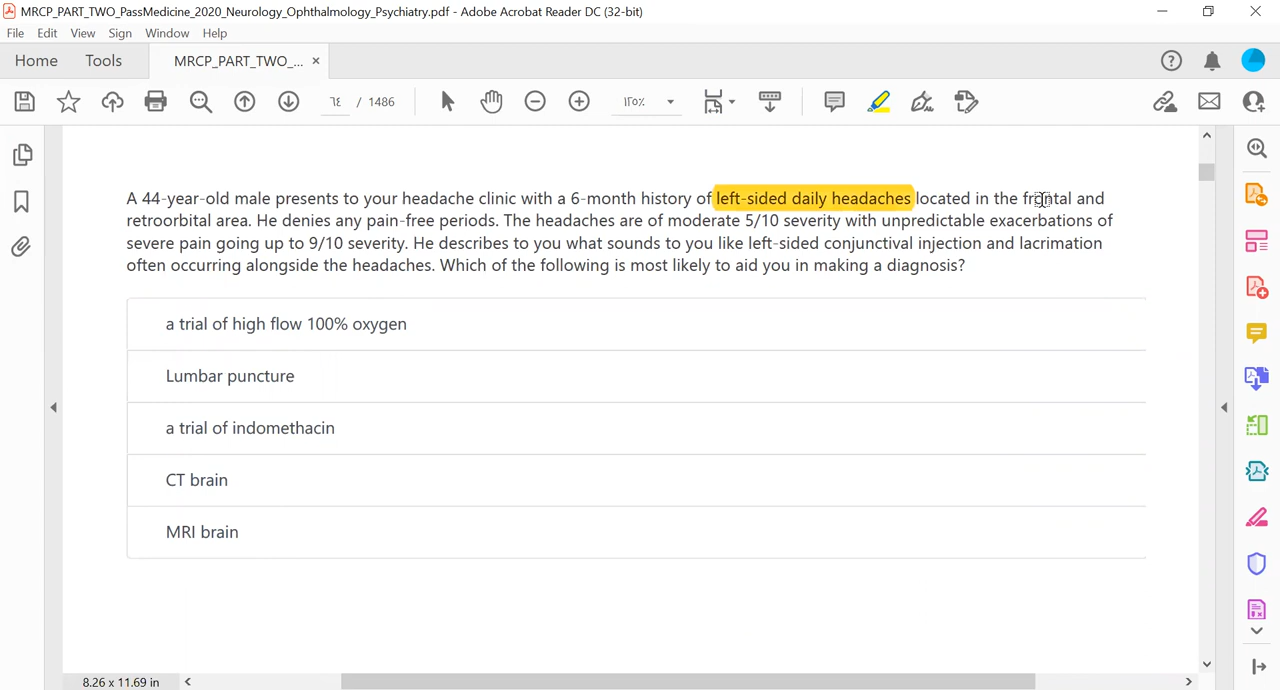 MRCP_PART_TWO_PassMedicine_2020_Neurology_Ophthalmology_Psychiatry.pdf - Adobe Acrobat Reader DC (32-bit)
File Edit View Sign Window Help
Home Tools MRCP_PART_TWO_... ×
٦٤ / 1486 ١٢٥٪
A 44-year-old male presents to your headache clinic with a 6-month history of left-sided daily headaches located in the frontal and
retroorbital area. He denies any pain-free periods. The headaches are of moderate 5/10 severity with unpredictable exacerbations of
severe pain going up to 9/10 severity. He describes to you what sounds to you like left-sided conjunctival injection and lacrimation
often occurring alongside the headaches. Which of the following is most likely to aid you in making a diagnosis?
a trial of high flow 100% oxygen
Lumbar puncture
a trial of indomethacin
CT brain
MRI brain
8.26 x 11.69 in